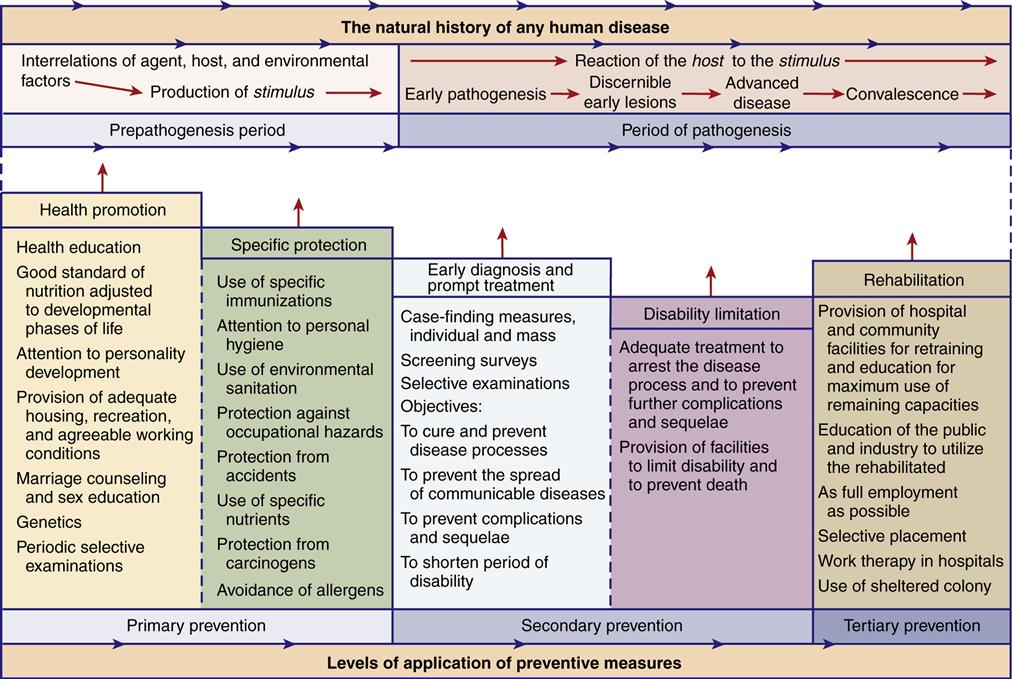 The natural history of any human disease
Interrelations of agent, host, and environmental
factors
Production of stimulus
Reaction of the host to the stimulus
Early pathogenesis
Discernible
early lesions
Advanced
disease
Convalescence
Prepathogenesis period
Period of pathogenesis
Health promotion
Health education
Good standard of
nutrition adjusted
to developmental
phases of life
Attention to personality
development
Provision of adequate
housing, recreation,
and agreeable working
conditions
Marriage counseling
and sex education
Genetics
Periodic selective
examinations
Specific protection
Use of specific
immunizations
Attention to personal
hygiene
Use of environmental
sanitation
Protection against
occupational hazards
Protection from
accidents
Use of specific
nutrients
Protection from
carcinogens
Avoidance of allergens
Early diagnosis and
prompt treatment
Case-finding measures,
individual and mass
Screening surveys
Selective examinations
Objectives:
To cure and prevent
disease processes
To prevent the spread
of communicable diseases
To prevent complications
and sequelae
To shorten period of
disability
Disability limitation
Adequate treatment to
arrest the disease
process and to prevent
further complications
and sequelae
Provision of facilities
to limit disability and
to prevent death
Rehabilitation
Provision of hospital
and community
facilities for retraining
and education for
maximum use of
remaining capacities
Education of the public
and industry to utilize
the rehabilitated
As full employment
as possible
Selective placement
Work therapy in hospitals
Use of sheltered colony
Primary prevention
Secondary prevention
Tertiary prevention
Levels of application of preventive measures